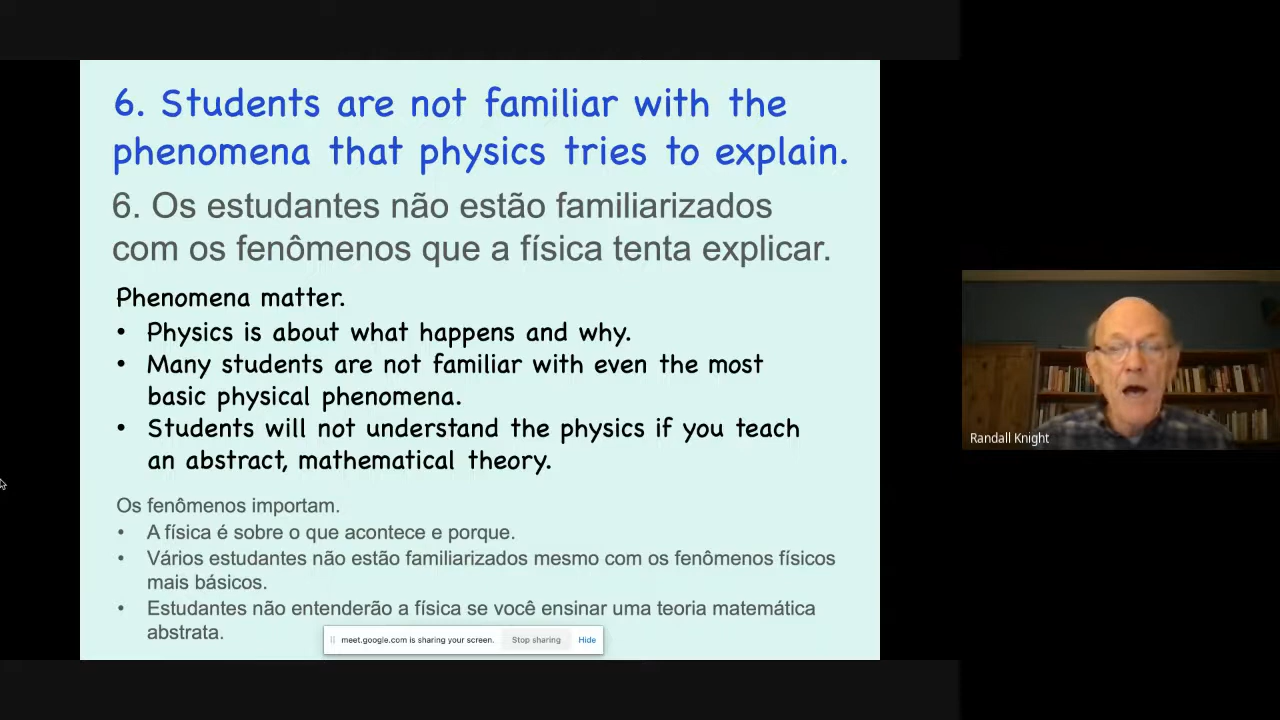 6. Students are not familiar with the
phenomena that physics tries to explain.
6. Os estudantes não estão familiarizados
com os fenômenos que a física tenta explicar.
Phenomena matter.
• Physics is about what happens and why.
• Many students are not familiar with even the most
basic physical phenomena.
• Students will not understand the physics if you teach
an abstract, mathematical theory.
Os fenômenos importam.
• A física é sobre o que acontece e porque.
• Vários estudantes não estão familiarizados mesmo com os fenômenos físicos
mais básicos.
• Estudantes não entenderão a física se você ensinar uma teoria matemática
abstrata.
meet.google.com is sharing your screen. Stop sharing Hide
Randall Knight